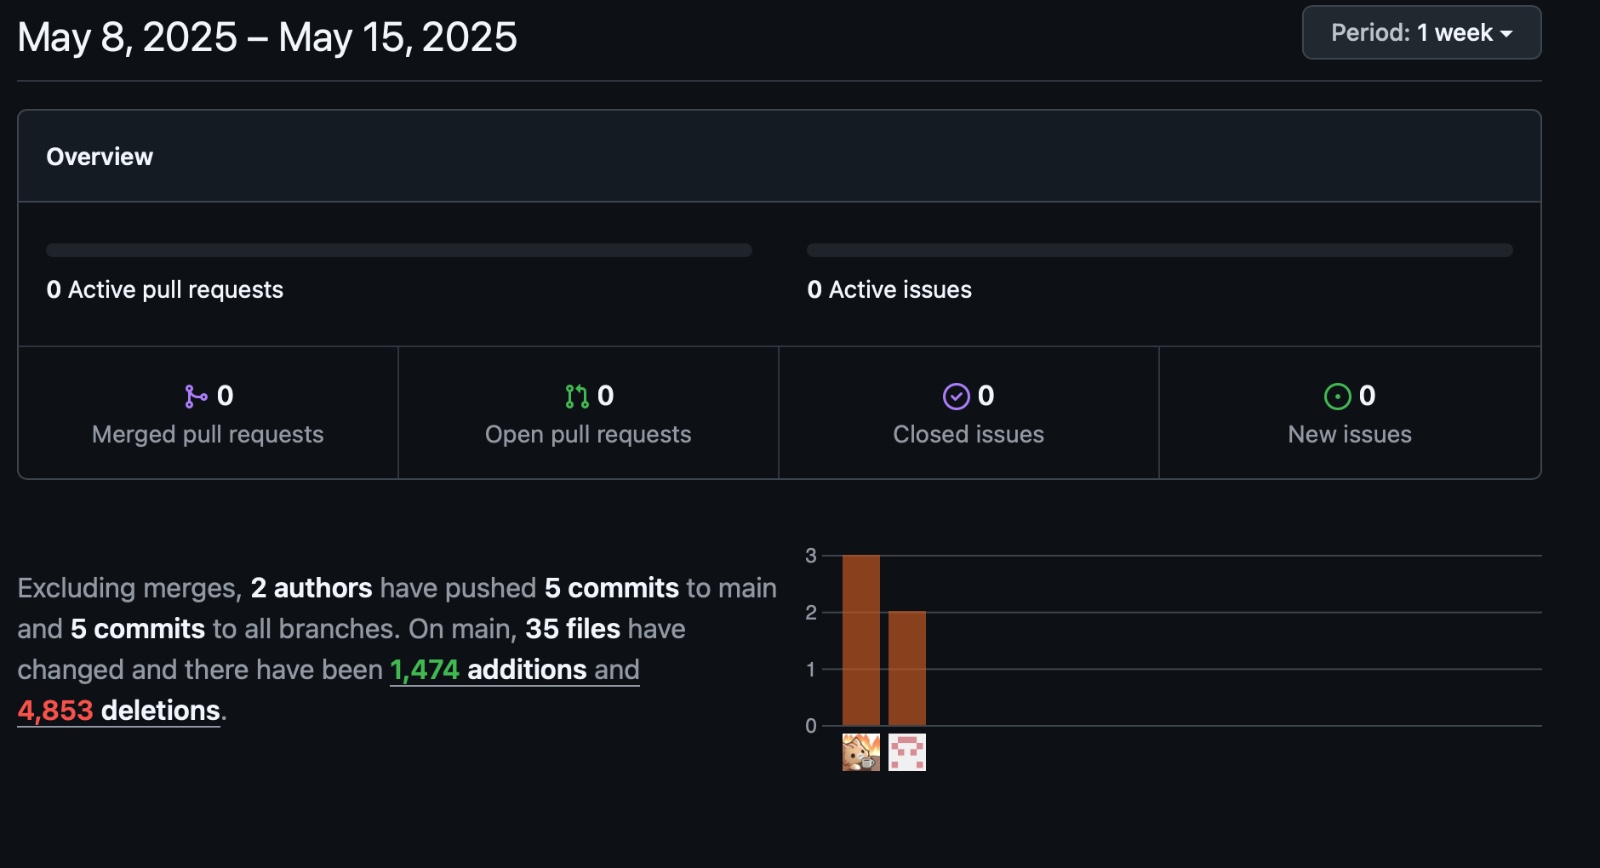 May 8, 2025 – May 15, 2025
Period: 1 week
Overview
0 Active pull requests
0 Active issues
0
Merged pull requests
0
Open pull requests
0
Closed issues
0
New issues
Excluding merges, 2 authors have pushed 5 commits to main
and 5 commits to all branches. On main, 35 files have
changed and there have been 1,474 additions and
4,853 deletions.
3
2
1
0